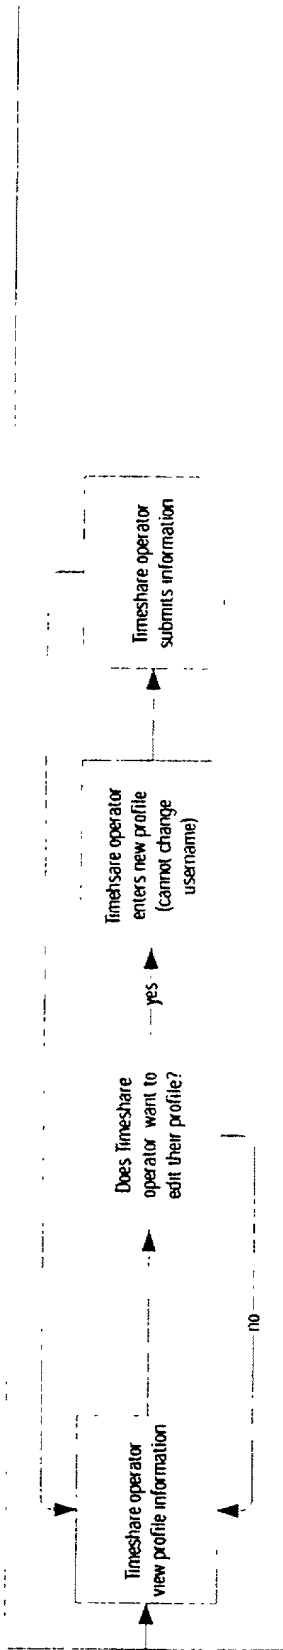 Timeshare operator
view profile information
Does Timeshare
operator want to
edit their profile?
yes
no
Timehsare operator
enters new profile
(cannot change
username)
Timeshare operator
submits information